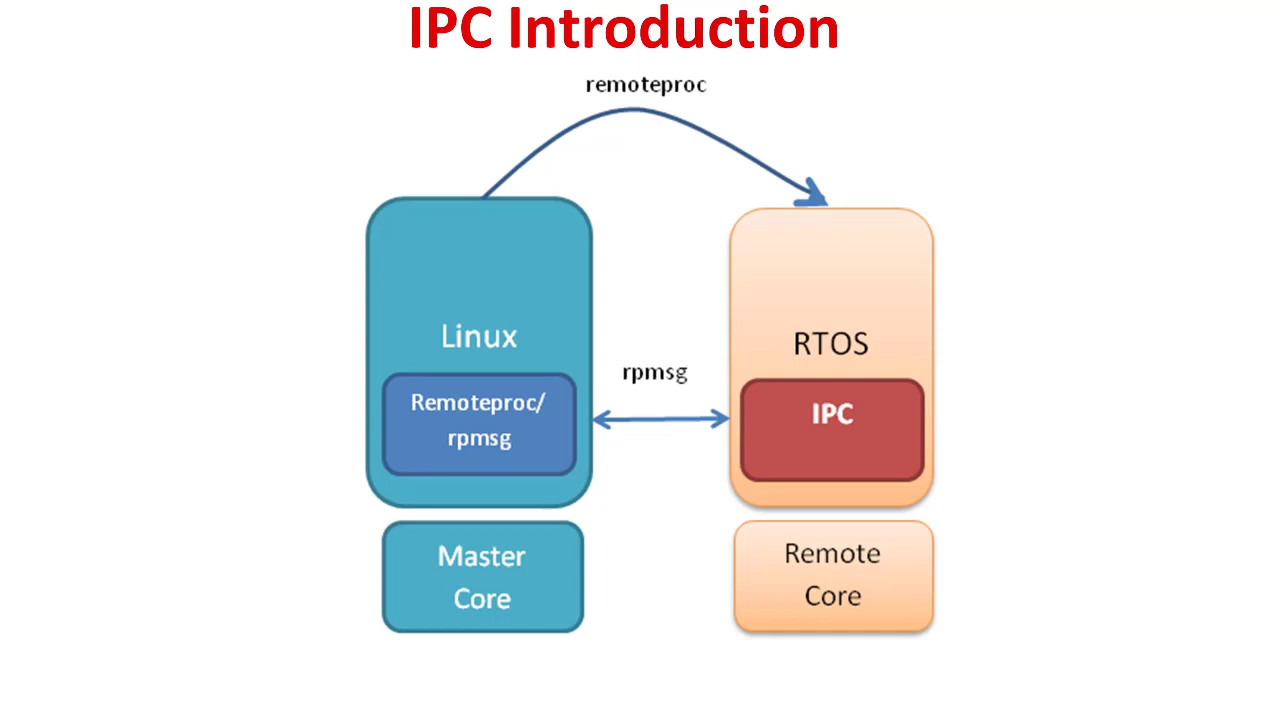 IPC Introduction
remoteproc
Linux
Remoteproc/
rpmsg
rpmsg
RTOS
IPC
Master
Core
Remote
Core